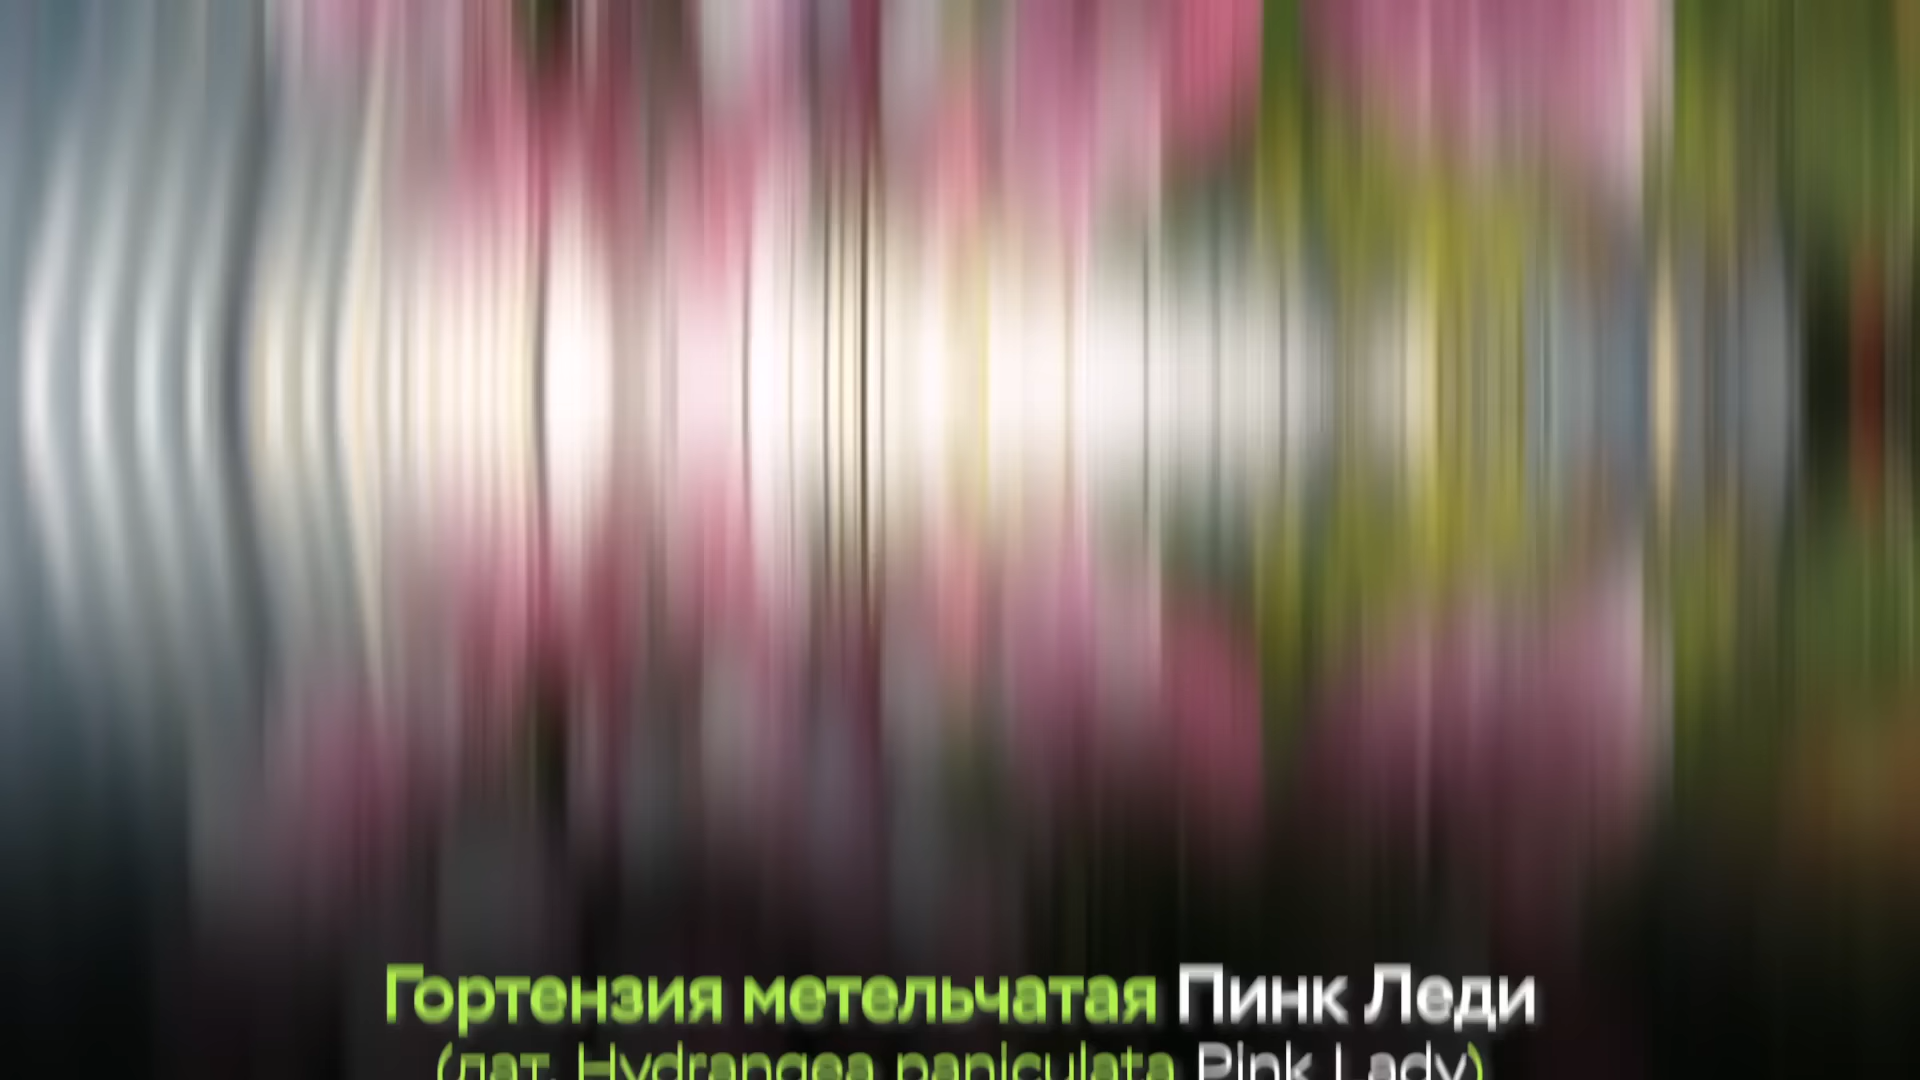 Гортензия метельчатая Пинк Леди
(лат. Hydrangea paniculata Pink Lady)